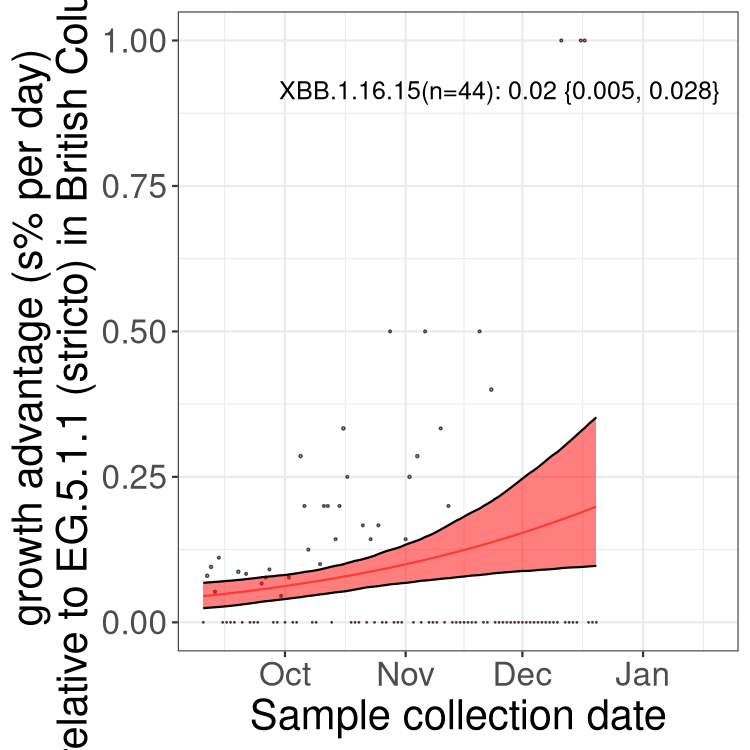 growth advantage (s% per day)
relative to EG.5.1.1 (stricto) in British Colu
1.00
0.75
0.50
0.25
0.00
XBB.1.16.15(n=44): 0.02 {0.005, 0.028}
Oct Nov Dec Jan
Sample collection date